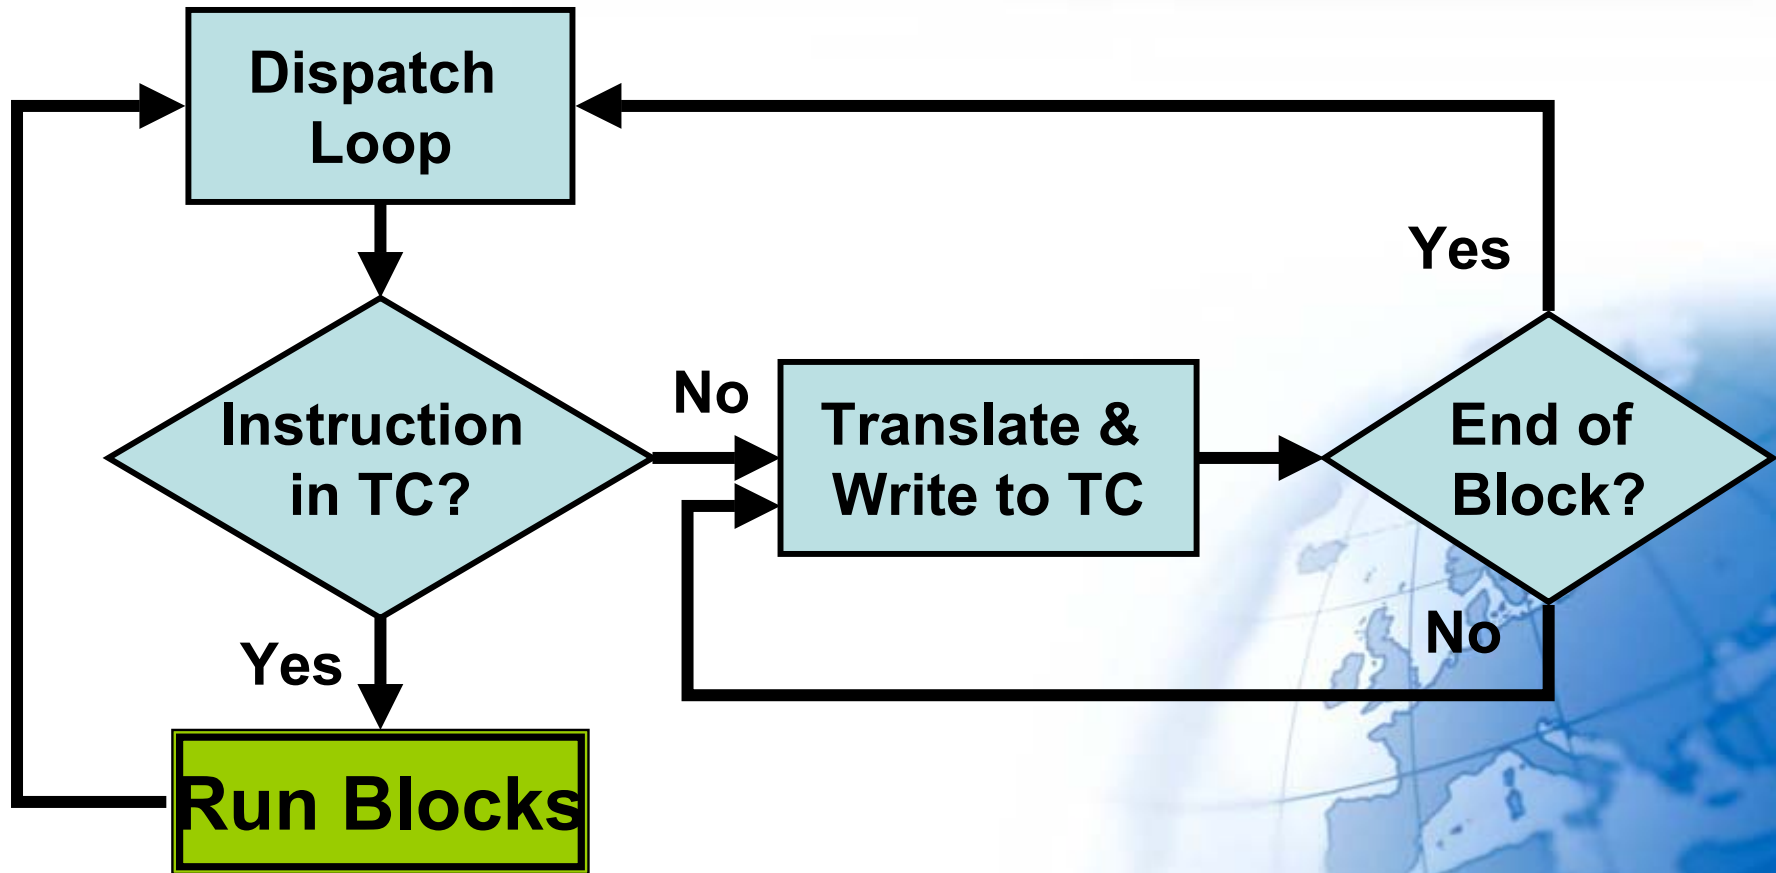 Dispatch
Loop
Instruction
in TC?
No
Translate &
Write to TC
End of
Block?
Yes
No
Yes
Run Blocks